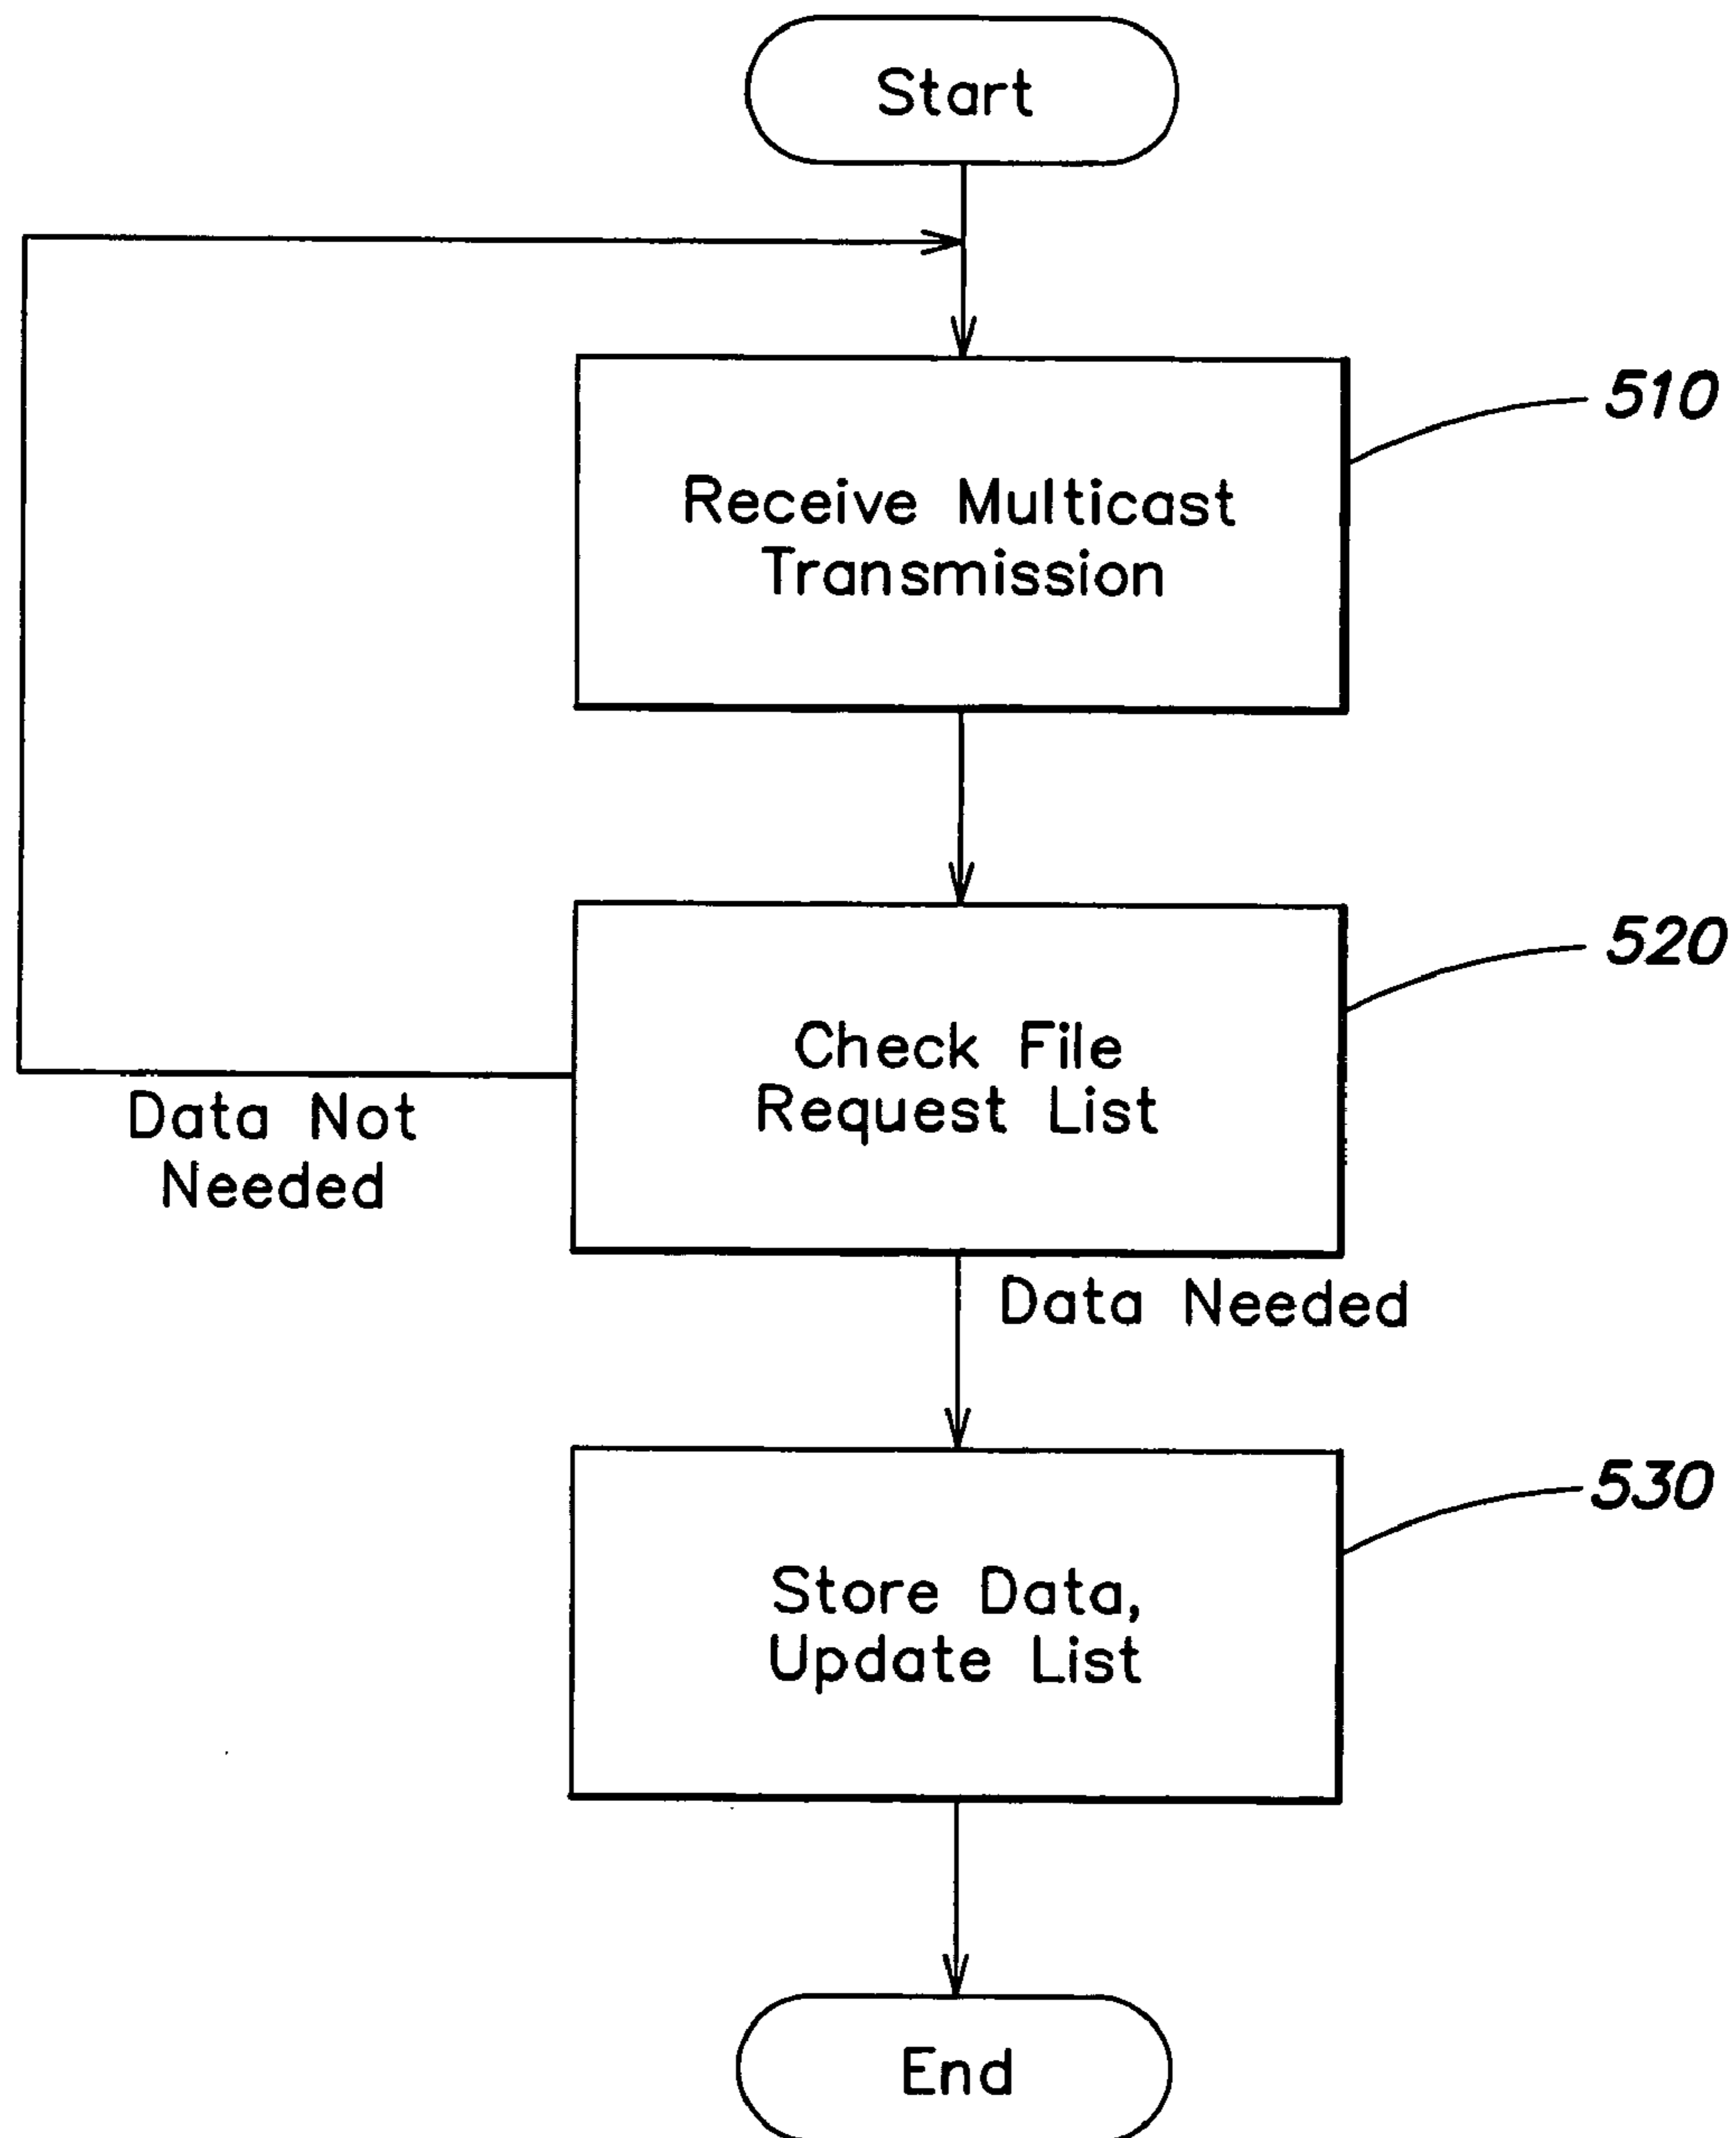 Start
510
Receive Multicast
Transmission
520
Check File
Request List
Data Not
Needed
Data Needed
530
Store Data,
Update List
End